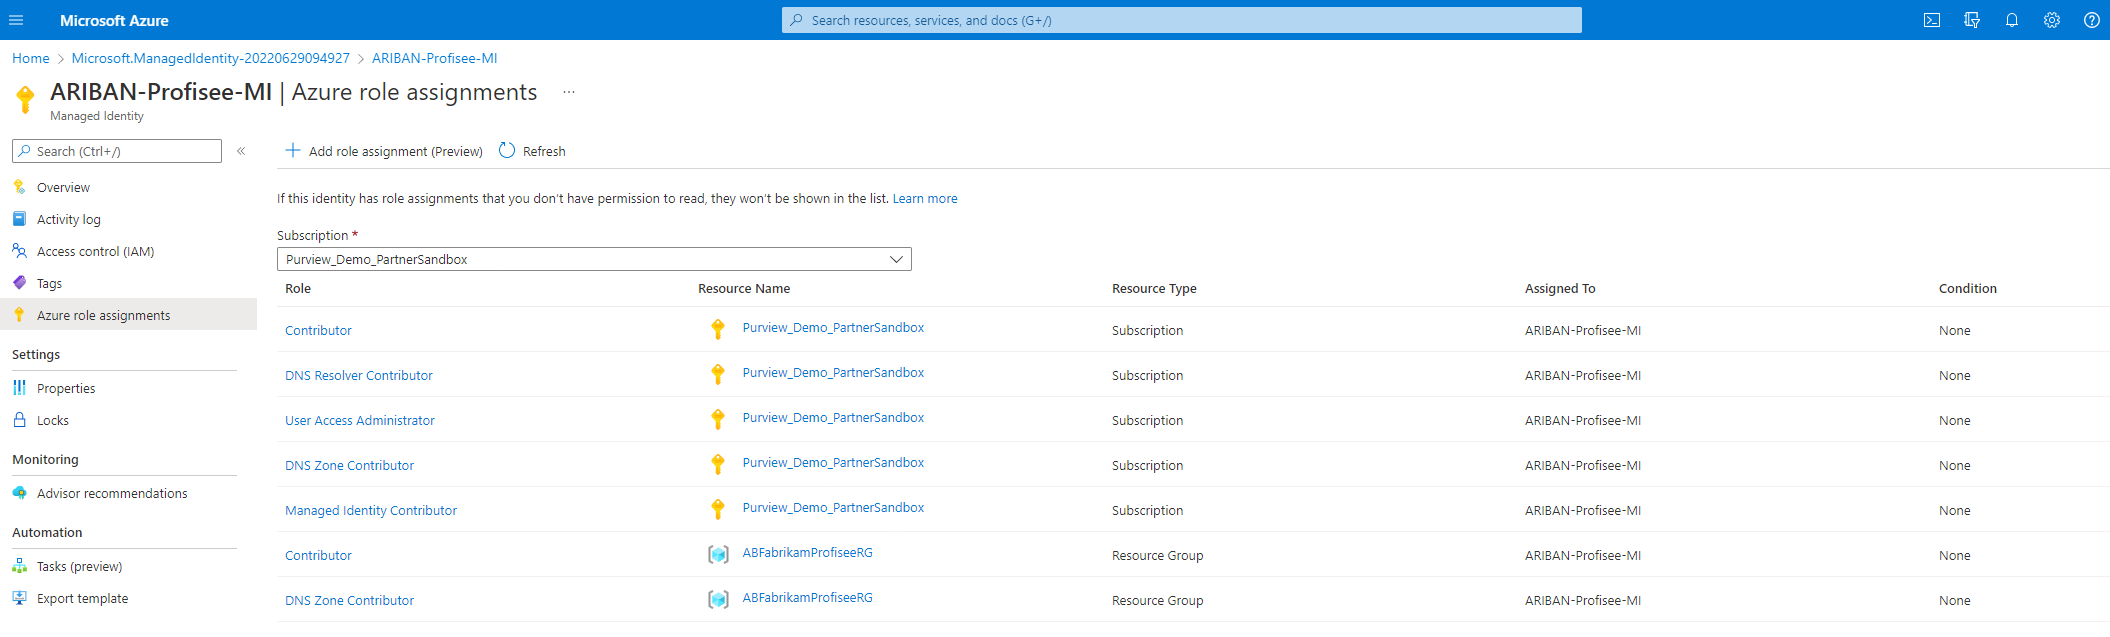 Microsoft Azure
Search resources, services, and docs (G+/)
Home > Microsoft.ManagedIdentity-20220629094927 > ARIBAN-Profisee-MI
ARIBAN-Profisee-MI | Azure role assignments ...
Managed Identity
Search (Ctrl+/) «
Overview
Activity log
Access control (IAM)
Tags
Azure role assignments
Settings
Properties
Locks
Monitoring
Advisor recommendations
Automation
Tasks (preview)
Export template
+ Add role assignment (Preview) Refresh
If this identity has role assignments that you don't have permission to read, they won't be shown in the list. Learn more
Subscription *
Purview_Demo_PartnerSandbox
Role Resource Name Resource Type Assigned To Condition
Contributor Purview_Demo_PartnerSandbox Subscription ARIBAN-Profisee-MI None
DNS Resolver Contributor Purview_Demo_PartnerSandbox Subscription ARIBAN-Profisee-MI None
User Access Administrator Purview_Demo_PartnerSandbox Subscription ARIBAN-Profisee-MI None
DNS Zone Contributor Purview_Demo_PartnerSandbox Subscription ARIBAN-Profisee-MI None
Managed Identity Contributor Purview_Demo_PartnerSandbox Subscription ARIBAN-Profisee-MI None
Contributor ABFabrikamProfiseeRG Resource Group ARIBAN-Profisee-MI None
DNS Zone Contributor ABFabrikamProfiseeRG Resource Group ARIBAN-Profisee-MI None